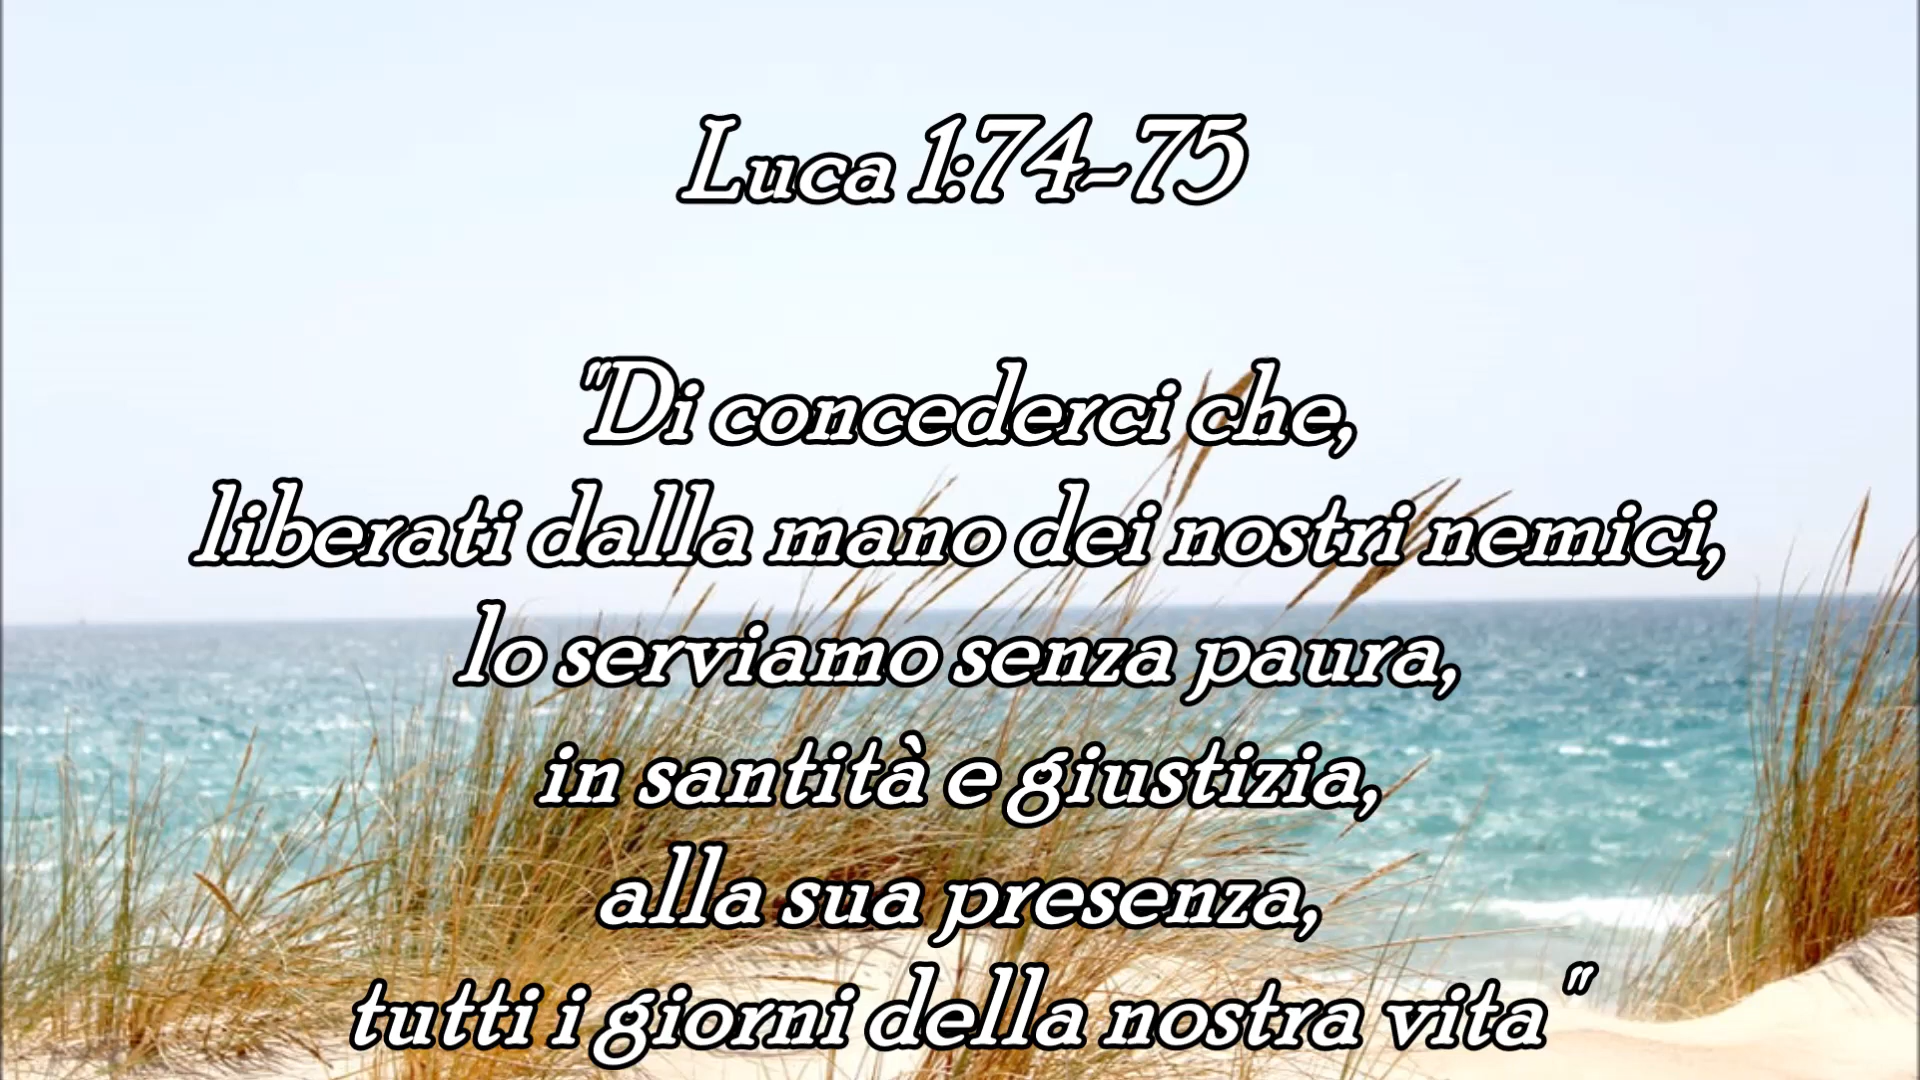 Luca 1:74-75
"Di concederci che,
liberati dalla mano dei nostri nemici,
lo serviamo senza paura,
in santità e giustizia,
alla sua presenza,
tutti i giorni della nostra vita"